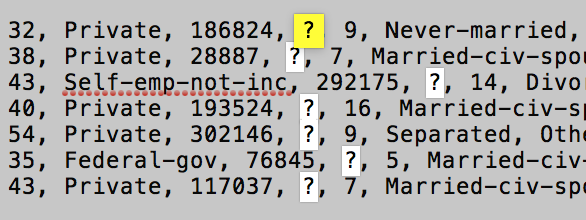 32, Private, 186824, ? 9, Never-married,
38, Private, 28887, ?, 7, Married-civ-spou
43, Self-emp-not-inc, 292175, ?, 14, Divo
40, Private, 193524, ?, 16, Married-civ-sp
54, Private, 302146, ?, 9, Separated, Othe
35, Federal-gov, 76845, ?, 5, Married-civ-
43, Private, 117037, ?, 7, Married-civ-spo